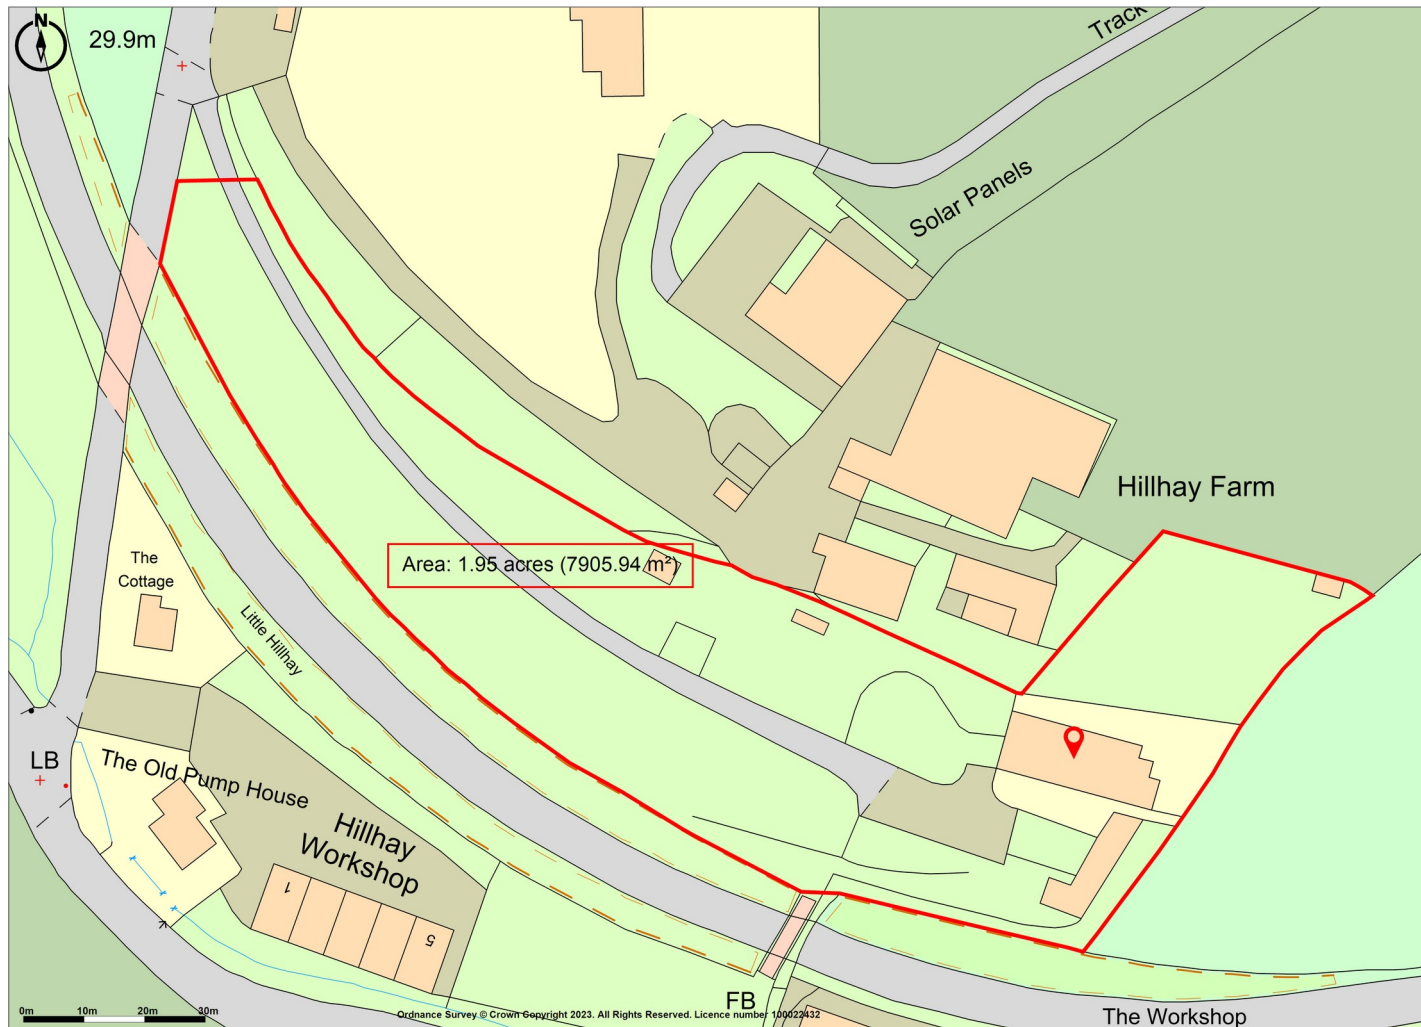 N
29.9m
Track
Solar Panels
Hillhay Farm
Area: 1.95 acres (7905.94 m²)
The
Cottage
Little Hillhay
LB
The Old Pump House
Hillhay
Workshop
1
5
FB
The Workshop
0m 10m 20m 30m
Ordnance Survey © Crown Copyright 2023. All Rights Reserved. Licence number 100022432